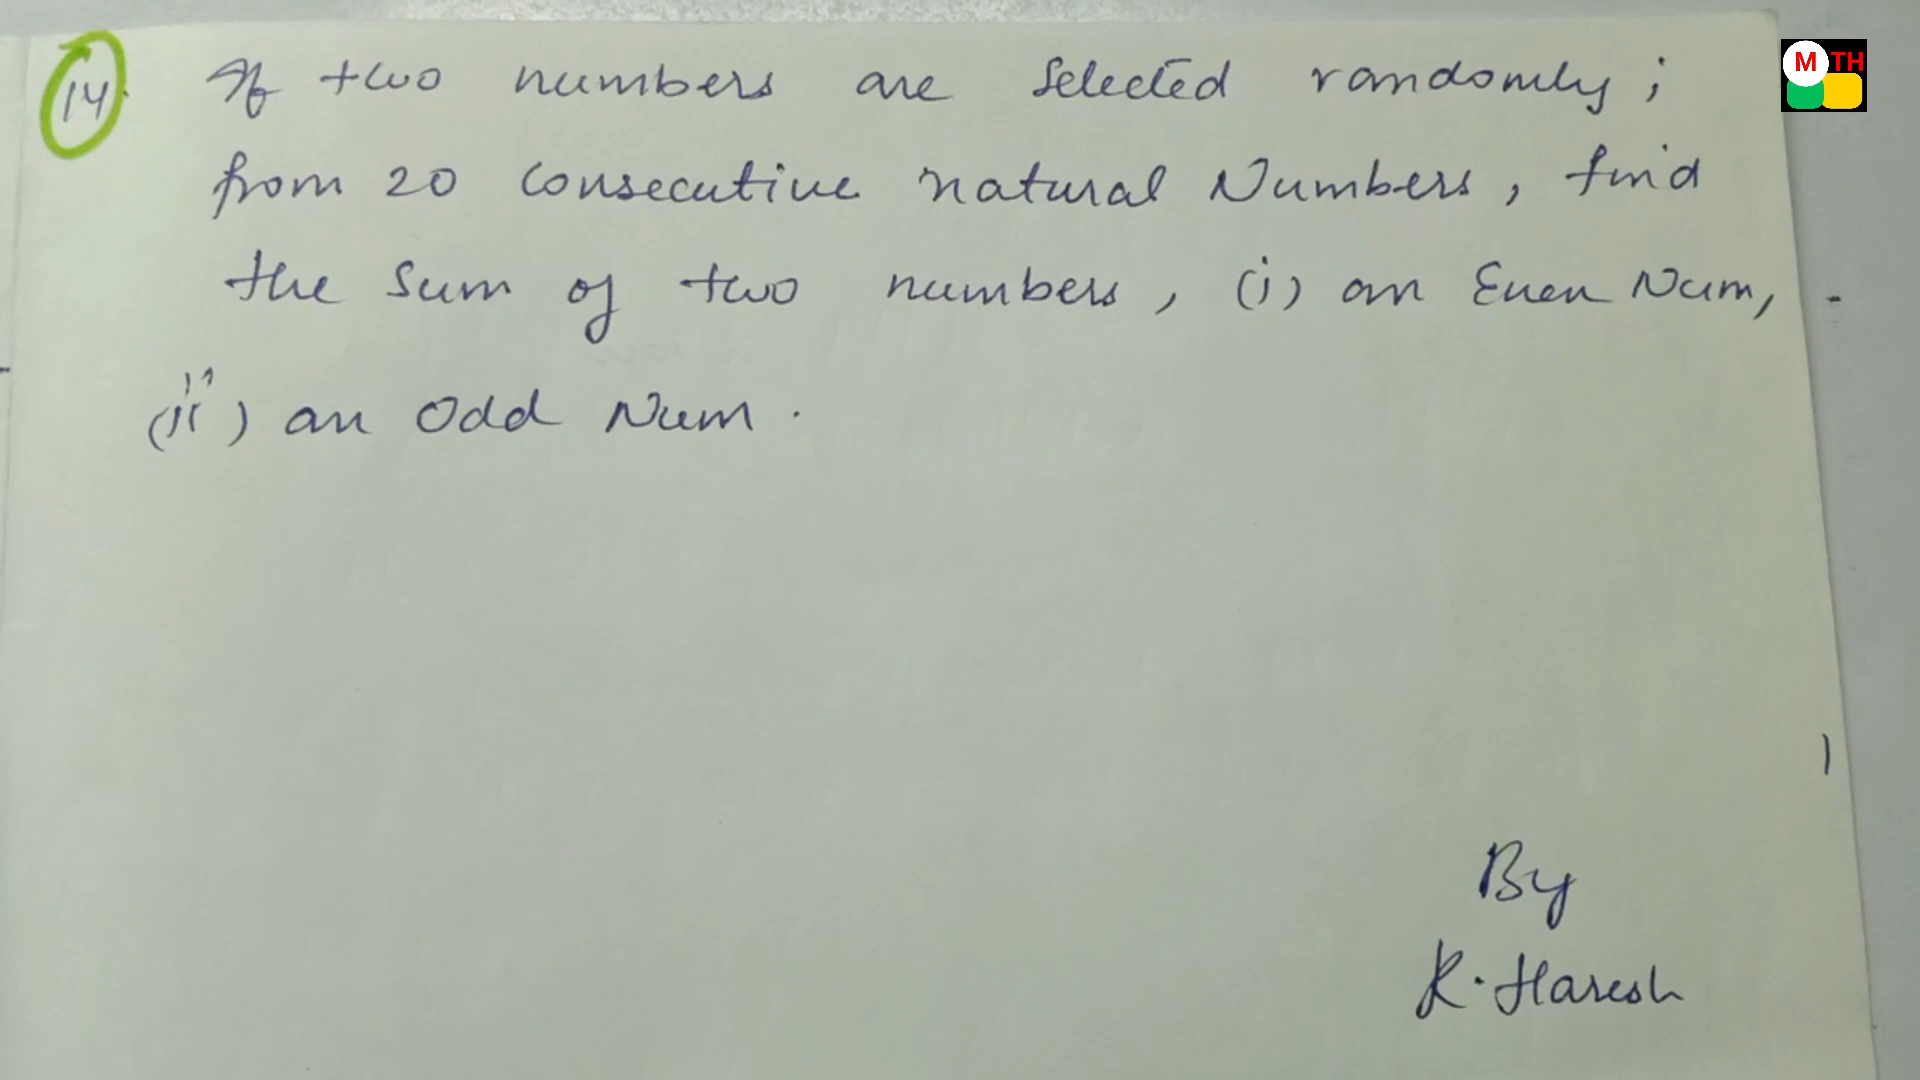 14. If two numbers are selected randomly;
from 20 consecutive natural Numbers, find
the sum of two numbers, (i) an Even Num,
(ii) an Odd Num.
By
K. Haresh
M TH